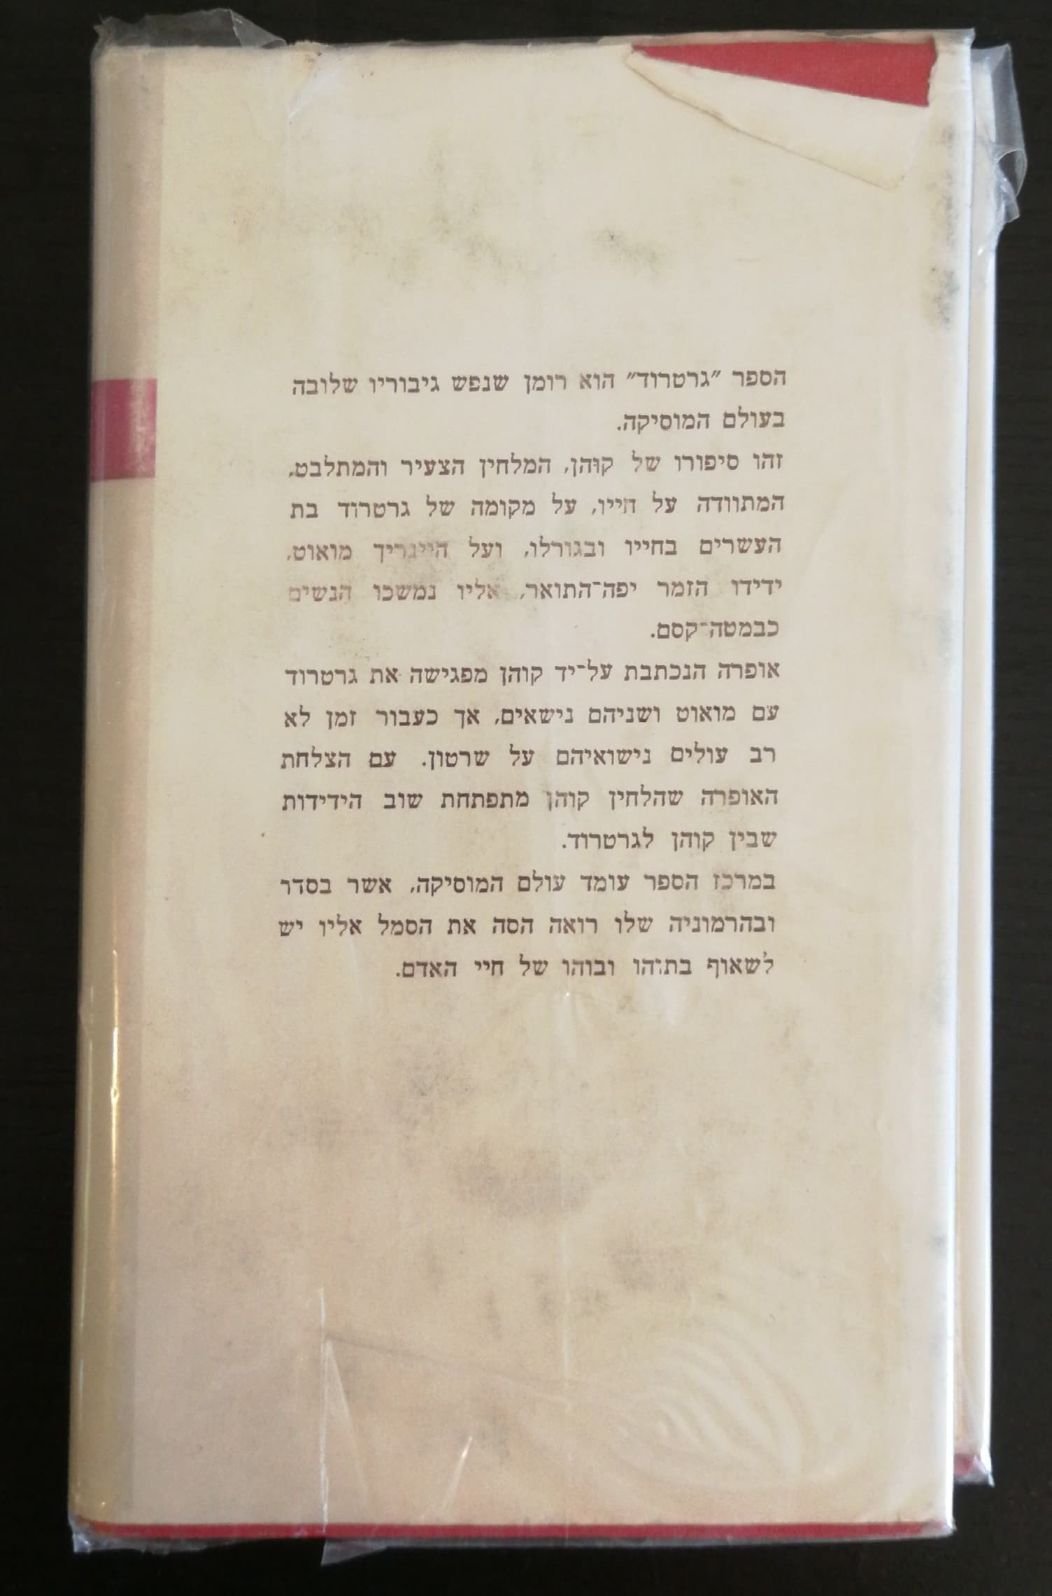 הספר "גרטרוד" הוא רומן שנפש גיבוריו שלובה
בעולם המוסיקה.
זהו סיפורו של קוהן, המלחין הצעיר והמתלבט,
המתוודה על חייו, על מקומה של גרטרוד בת
העשרים בחייו ובגורלו, ועל היינריך מואוט,
ידידו הזמר יפה־התואר, אליו נמשכו הנשים
כבמטה־קסם.
אופרה הנכתבת על־יד קוהן מפגישה את גרטרוד
עם מואוט ושניהם נישאים, אך כעבור זמן לא
רב עולים נישואיהם על שרטון. עם הצלחת
האופרה שהלחין קוהן מתפתחת שוב הידידות
שבין קוהן לגרטרוד.
במרכז הספר עומד עולם המוסיקה, אשר בסדר
ובהרמוניה שלו רואה הסה את הסמל אליו יש
לשאוף בתוהו ובוהו של חיי האדם.